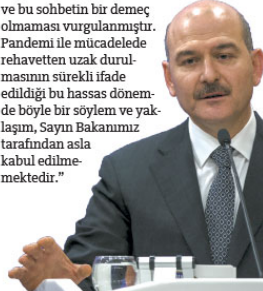 ve bu sohbetin bir demeç
olmaması vurgulanmıştır.
Pandemi ile mücadelede
rehavetten uzak durul-
masının sürekli ifade
edildiği bu hassas dönem-
de böyle bir söylem ve yak-
laşım, Sayın Bakanımız
tarafından asla
kabul edilme-
mektedir.”